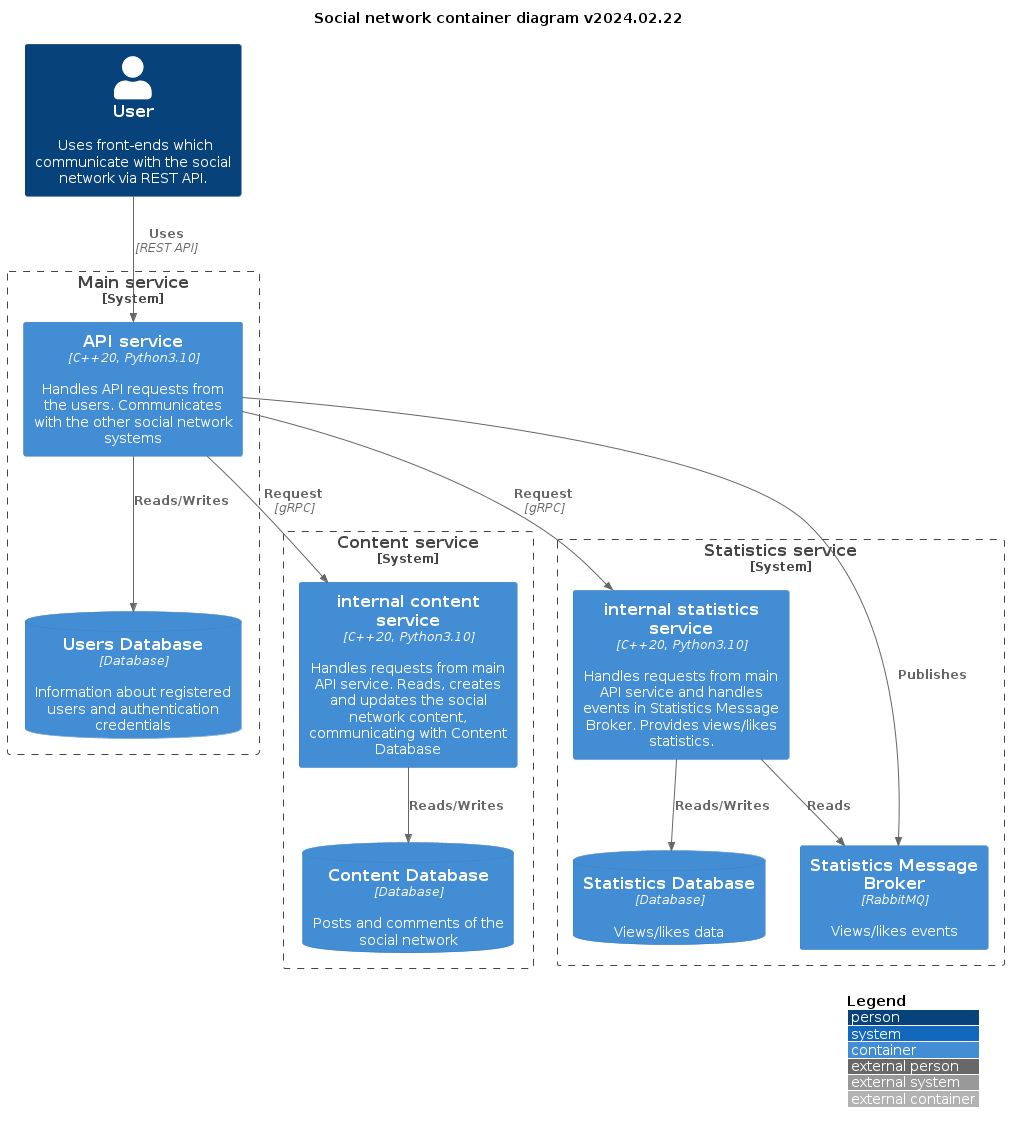 Social network container diagram v2024.02.22
User
Uses front-ends which
communicate with the social
network via REST API.
Uses
[REST API]
Main service
[System]
API service
[C++20, Python3.10]
Handles API requests from
the users. Communicates
with the other social network
systems
Reads/Writes
Request
[gRPC]
Request
[gRPC]
Publishes
Users Database
[Database]
Information about registered
users and authentication
credentials
Content service
[System]
internal content
service
[C++20, Python3.10]
Handles requests from main
API service. Reads, creates
and updates the social
network content,
communicating with Content
Database
Reads/Writes
Content Database
[Database]
Posts and comments of the
social network
Statistics service
[System]
internal statistics
service
[C++20, Python3.10]
Handles requests from main
API service and handles
events in Statistics Message
Broker. Provides views/likes
statistics.
Reads/Writes
Reads
Statistics Database
[Database]
Views/likes data
Statistics Message
Broker
[RabbitMQ]
Views/likes events
Legend
person
system
container
external person
external system
external container